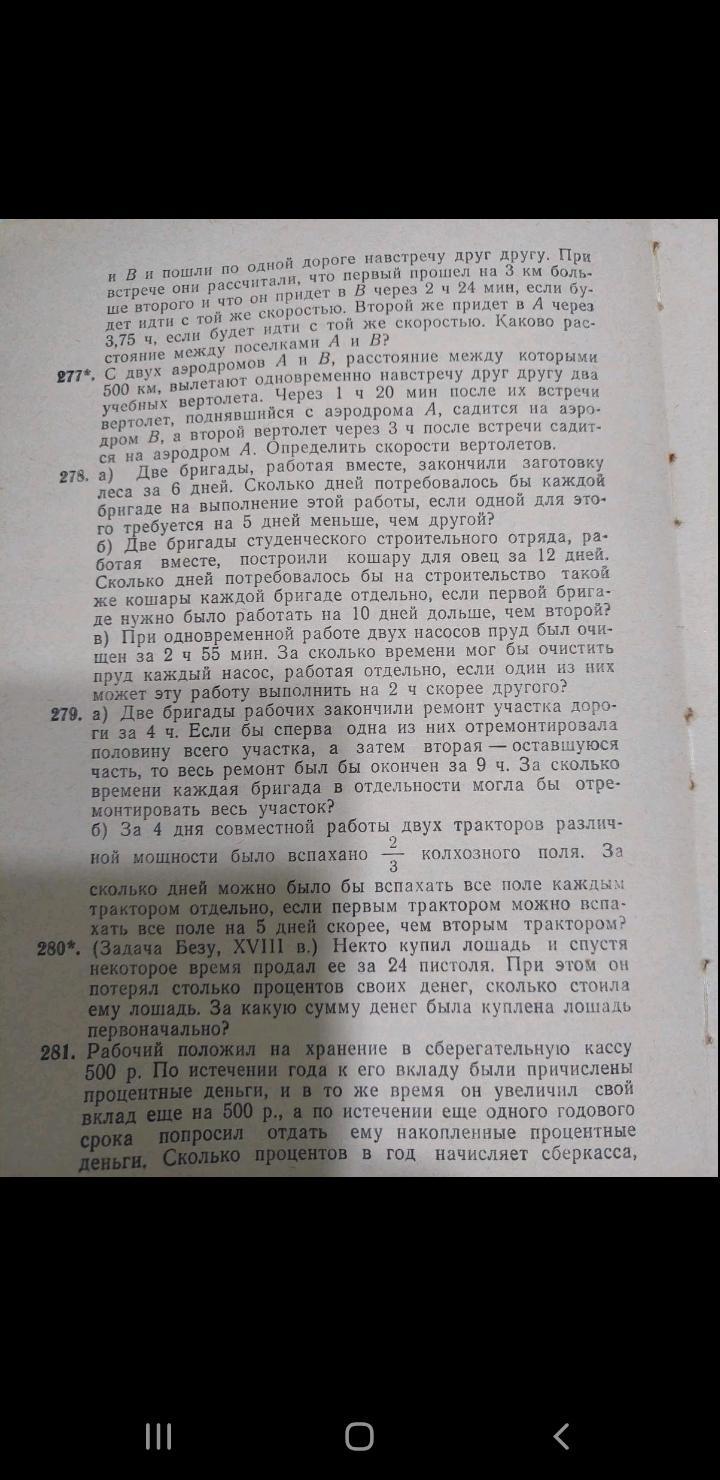 и В и пошли по одной дороге навстречу друг другу. При
встрече они рассчитали, что первый прошел на 3 км боль-
ше второго и что он придет в В через 2 ч 24 мин, если бу-
дет идти с той же скоростью. Второй же придет в А через
3,75 ч, если будет идти с той же скоростью. Каково рас-
стояние между поселками А и В?
277*. С двух аэродромов А и В, расстояние между которыми
500 км, вылетают одновременно навстречу друг другу два
учебных вертолета. Через 1 ч 20 мин после их встречи
вертолет, поднявшийся с аэродрома А, садится на аэро-
дром В, а второй вертолет через 3 ч после встречи садит-
ся на аэродром А. Определить скорости вертолетов.
278. а) Две бригады, работая вместе, закончили заготовку
леса за 6 дней. Сколько дней потребовалось бы каждой
бригаде на выполнение этой работы, если одной для это-
го требуется на 5 дней меньше, чем другой?
б) Две бригады студенческого строительного отряда, ра-
ботая вместе, построили кошару для овец за 12 дней.
Сколько дней потребовалось бы на строительство такой
же кошары каждой бригаде отдельно, если первой брига-
де нужно было работать на 10 дней дольше, чем второй?
в) При одновременной работе двух насосов пруд был очи-
щен за 2 ч 55 мин. За сколько времени мог бы очистить
пруд каждый насос, работая отдельно, если один из них
может эту работу выполнить на 2 ч скорее другого?
279. а) Две бригады рабочих закончили ремонт участка доро-
ги за 4 ч. Если бы сперва одна из них отремонтировала
половину всего участка, а затем вторая — оставшуюся
часть, то весь ремонт был бы окончен за 9 ч. За сколько
времени каждая бригада в отдельности могла бы отре-
монтировать весь участок?
б) За 4 дня совместной работы двух тракторов различ-
ной мощности было вспахано 2/3 колхозного поля. За
сколько дней можно было бы вспахать все поле каждым
трактором отдельно, если первым трактором можно вспа-
хать все поле на 5 дней скорее, чем вторым трактором?
280*. (Задача Безу, XVIII в.) Некто купил лошадь и спустя
некоторое время продал ее за 24 пистоля. При этом он
потерял столько процентов своих денег, сколько стоила
ему лошадь. За какую сумму денег была куплена лошадь
первоначально?
281. Рабочий положил на хранение в сберегательную кассу
500 р. По истечении года к его вкладу были причислены
процентные деньги, и в то же время он увеличил свой
вклад еще на 500 р., а по истечении еще одного годового
срока попросил отдать ему накопленные процентные
деньги. Сколько процентов в год начисляет сберкасса,